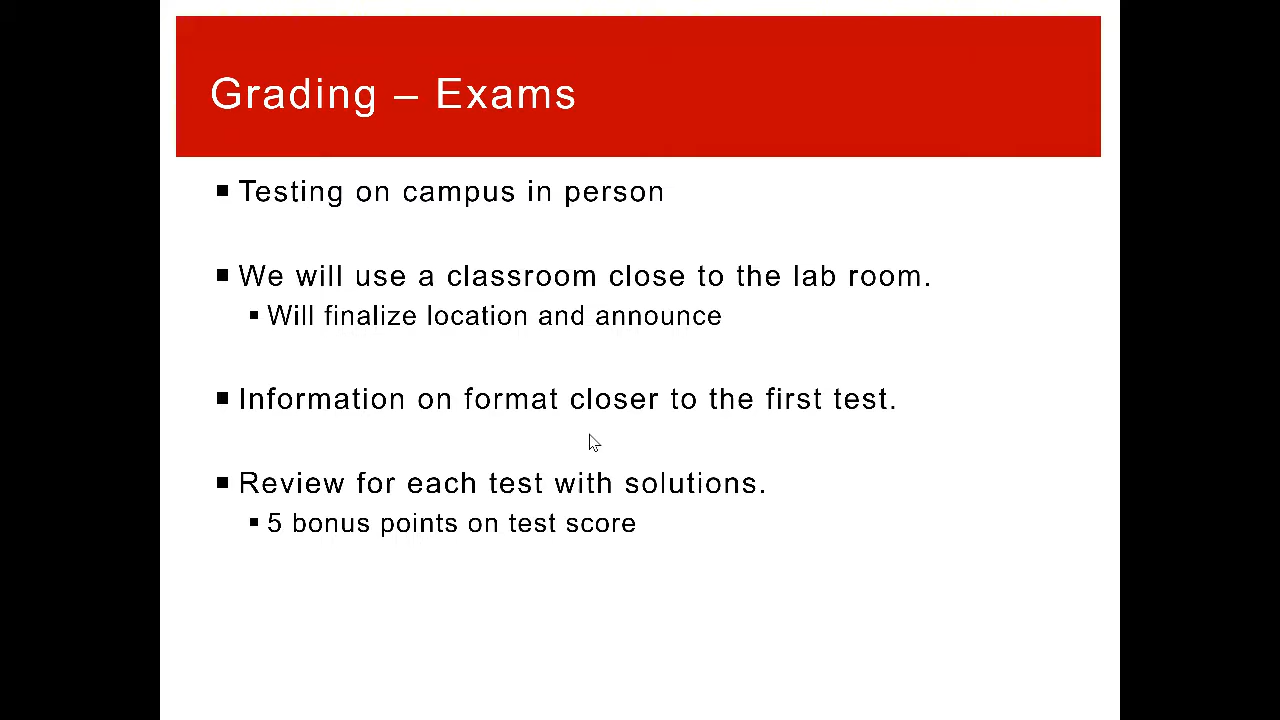 Grading – Exams
▪ Testing on campus in person
▪ We will use a classroom close to the lab room.
▪ Will finalize location and announce
▪ Information on format closer to the first test.
▪ Review for each test with solutions.
▪ 5 bonus points on test score